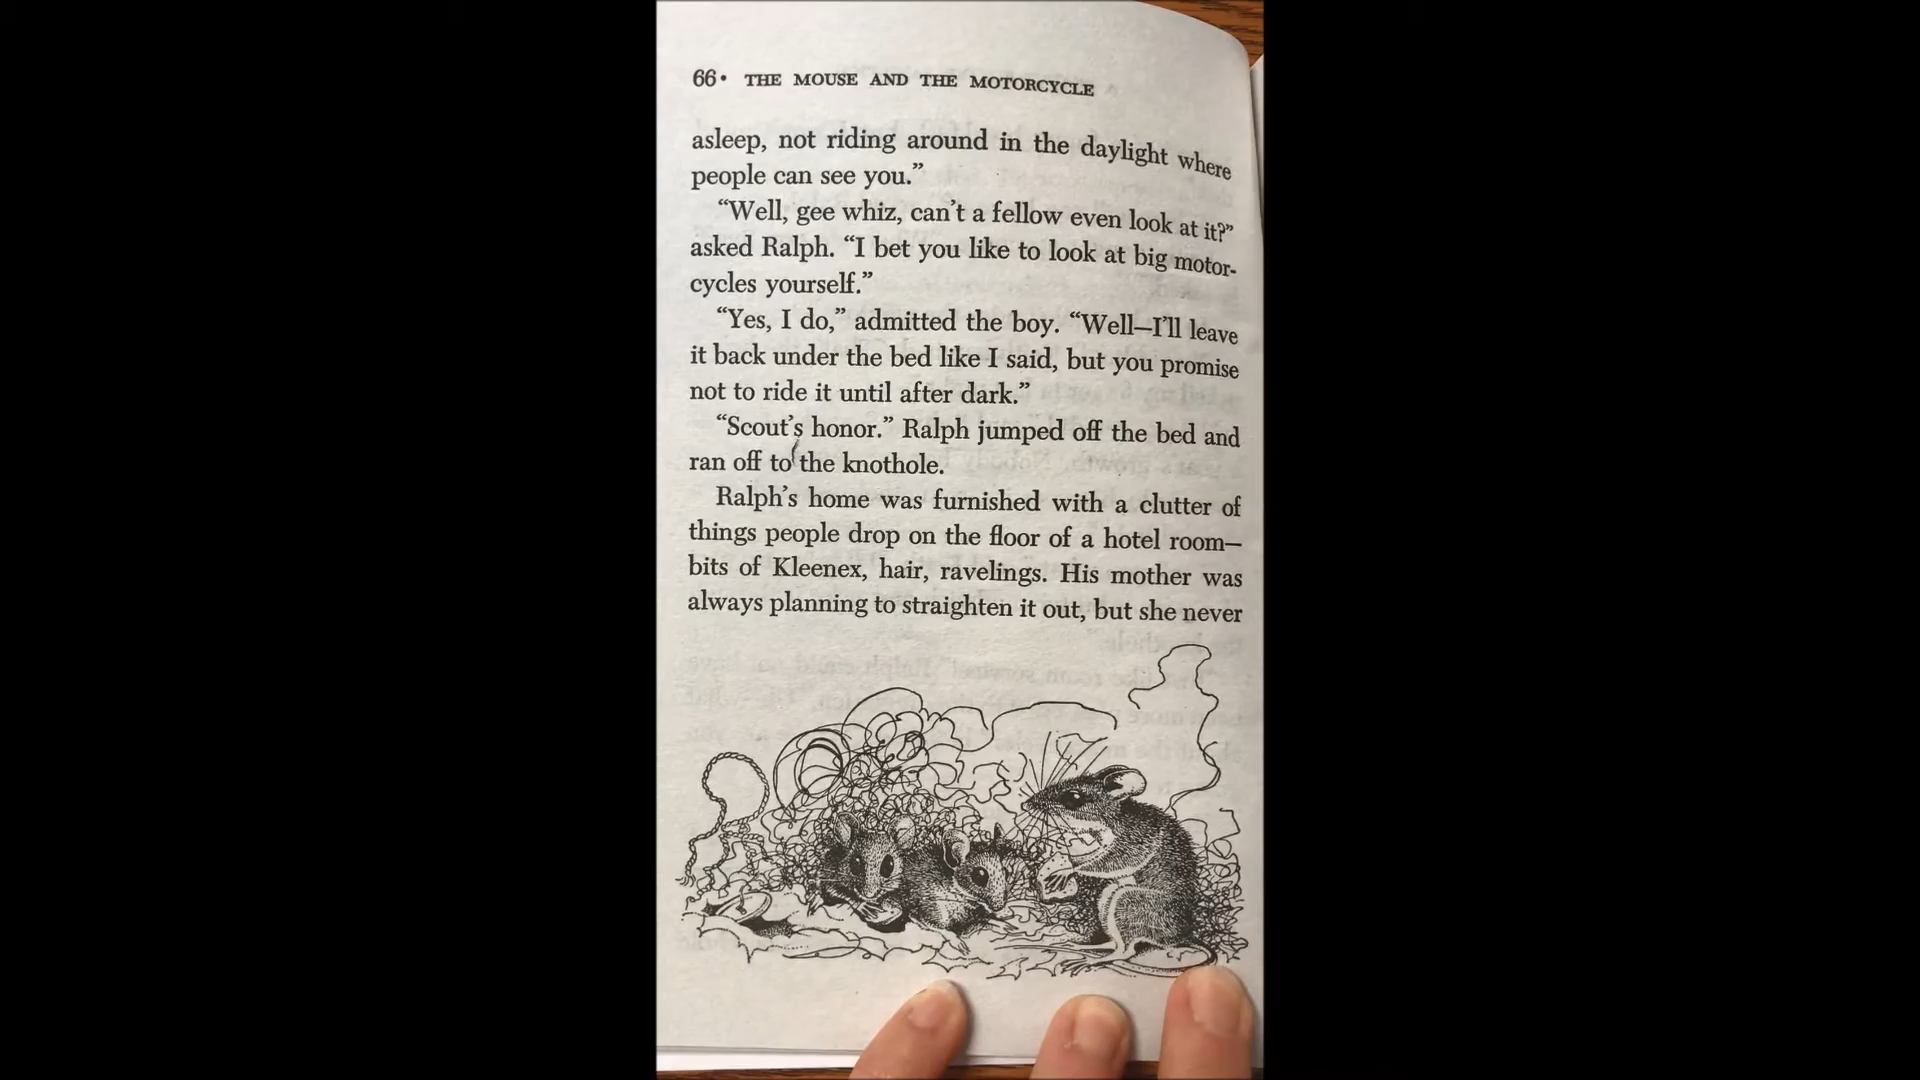 66• THE MOUSE AND THE MOTORCYCLE
asleep, not riding around in the daylight where
people can see you.”
“Well, gee whiz, can’t a fellow even look at it?”
asked Ralph. “I bet you like to look at big motor-
cycles yourself.”
“Yes, I do,” admitted the boy. “Well—I’ll leave
it back under the bed like I said, but you promise
not to ride it until after dark.”
“Scout’s honor.” Ralph jumped off the bed and
ran off to the knothole.
Ralph’s home was furnished with a clutter of
things people drop on the floor of a hotel room—
bits of Kleenex, hair, ravelings. His mother was
always planning to straighten it out, but she never